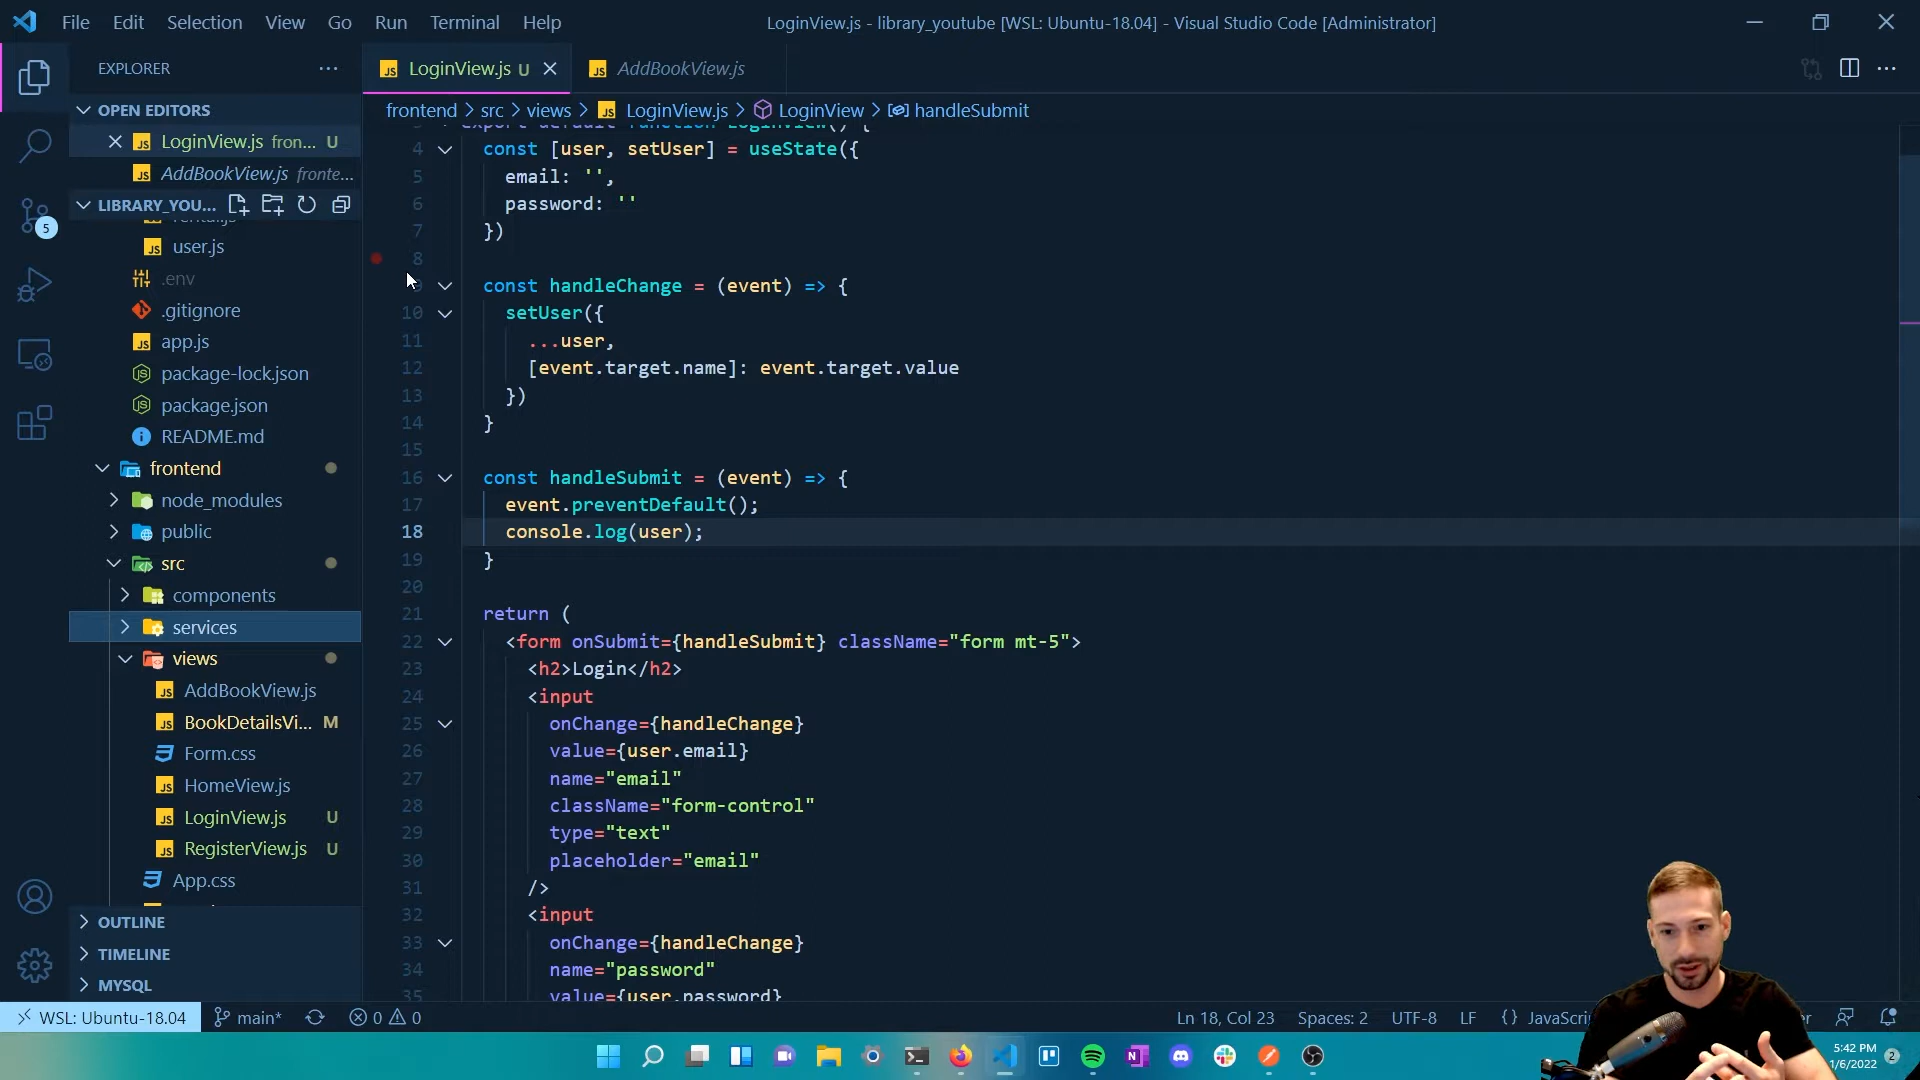 File Edit Selection View Go Run Terminal Help
LoginView.js - library_youtube [WSL: Ubuntu-18.04] - Visual Studio Code [Administrator]
EXPLORER
LoginView.js U
AddBookView.js
OPEN EDITORS
LoginView.js fron... U
AddBookView.js fronte...
LIBRARY_YOU...
user.js
.env
.gitignore
app.js
package-lock.json
package.json
README.md
frontend
node_modules
public
src
components
services
views
AddBookView.js
BookDetailsVi... M
Form.css
HomeView.js
LoginView.js U
RegisterView.js U
App.css
OUTLINE
TIMELINE
MYSQL
5
frontend > src > views > LoginView.js > LoginView > handleSubmit
export default function LoginView() {
4 const [user, setUser] = useState({
5 email: '',
6 password: ''
7 })
8
const handleChange = (event) => {
10 setUser({
11 ...user,
12 [event.target.name]: event.target.value
13 })
14 }
15
16 const handleSubmit = (event) => {
17 event.preventDefault();
18 console.log(user);
19 }
20
21 return (
22 <form onSubmit={handleSubmit} className="form mt-5">
23 <h2>Login</h2>
24 <input
25 onChange={handleChange}
26 value={user.email}
27 name="email"
28 className="form-control"
29 type="text"
30 placeholder="email"
31 />
32 <input
33 onChange={handleChange}
34 name="password"
35 value={user.password}
WSL: Ubuntu-18.04 main* 0 0
Ln 18, Col 23 Spaces: 2 UTF-8 LF {}
5:42 PM
1/6/2022
2